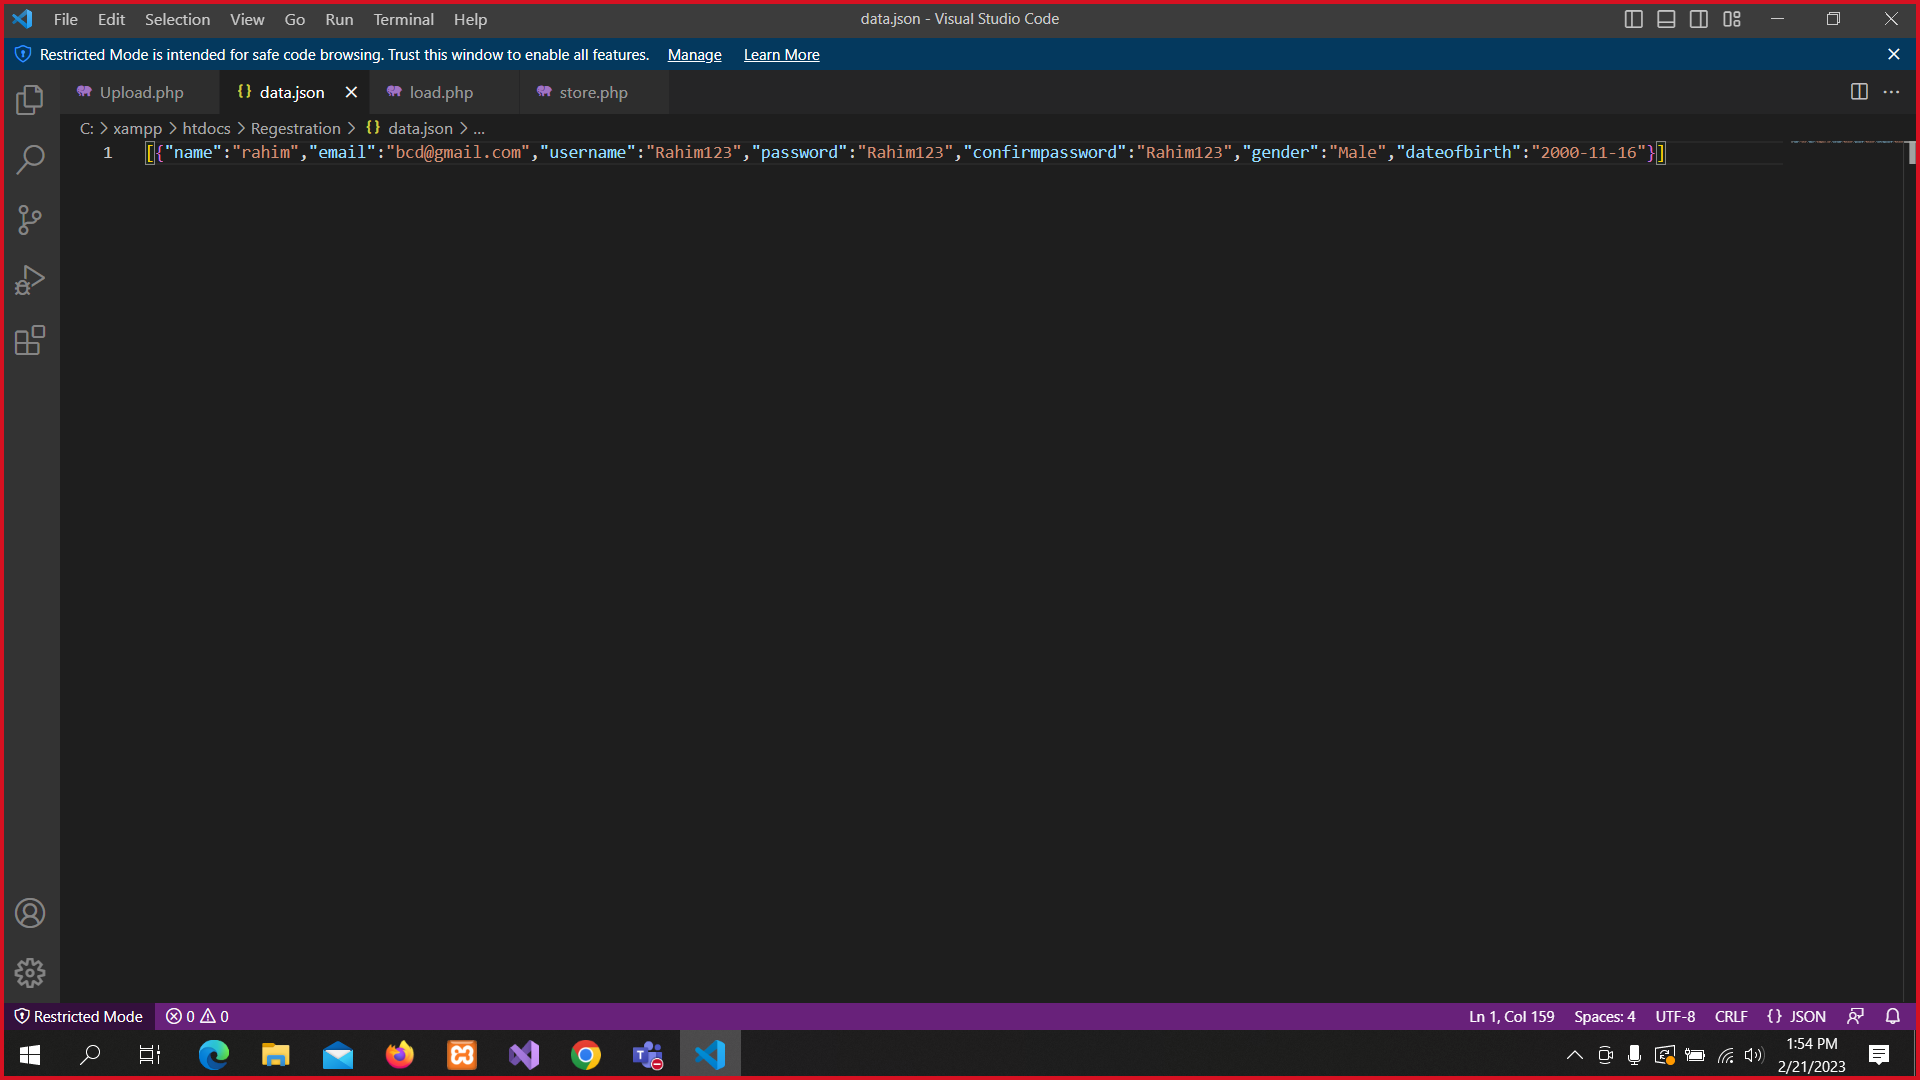 File Edit Selection View Go Run Terminal Help data.json - Visual Studio Code
Restricted Mode is intended for safe code browsing. Trust this window to enable all features. Manage Learn More
Upload.php data.json load.php store.php
C: > xampp > htdocs > Regestration > {} data.json > ...
1 [{"name":"rahim","email":"bcd@gmail.com","username":"Rahim123","password":"Rahim123","confirmpassword":"Rahim123","gender":"Male","dateofbirth":"2000-11-16"}]
Restricted Mode 0 0 Ln 1, Col 159 Spaces: 4 UTF-8 CRLF {} JSON
1:54 PM
2/21/2023